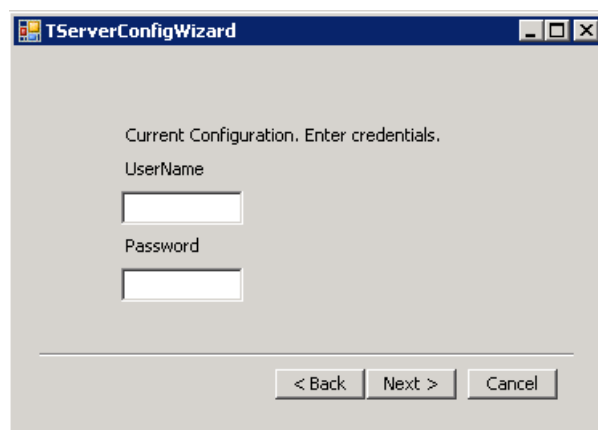 TServerConfigWizard
Current Configuration. Enter credentials.
UserName
Password
< Back Next > Cancel